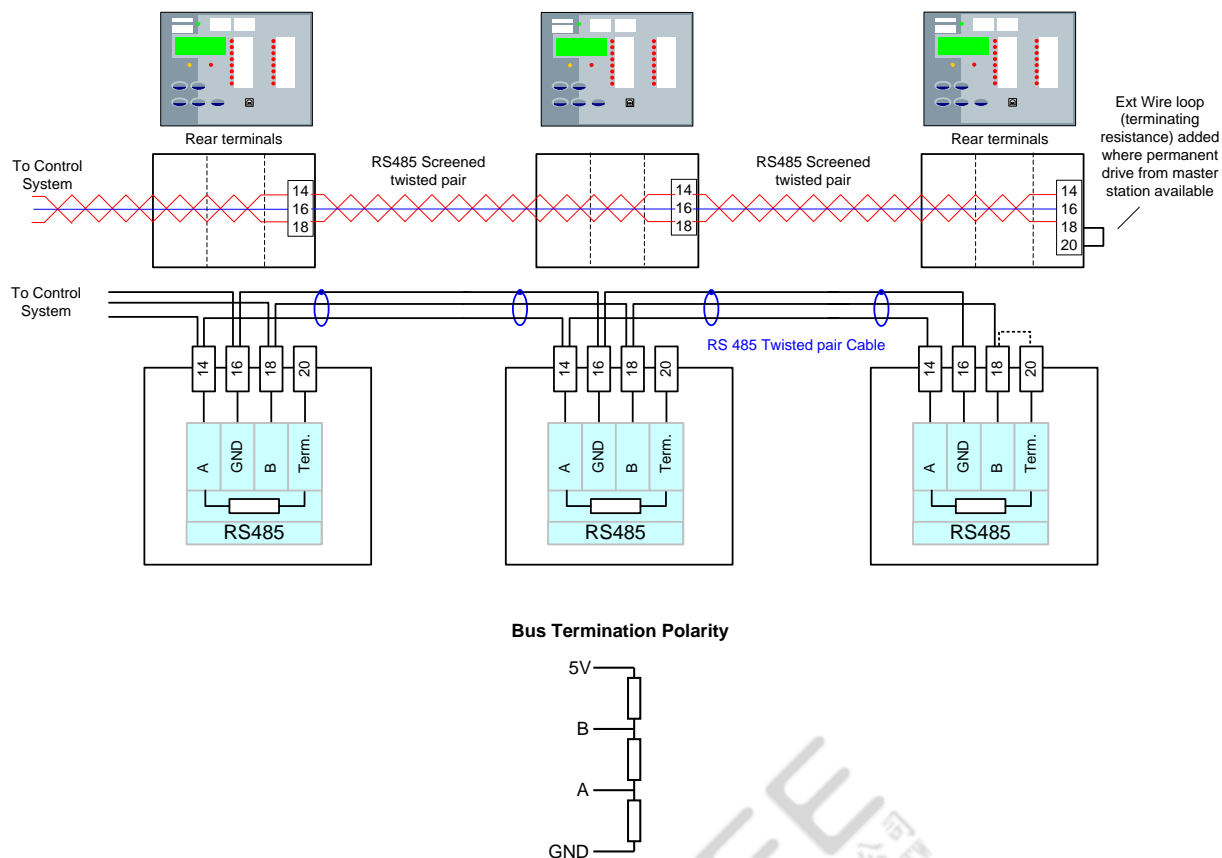 Rear terminals
Rear terminals
Ext Wire loop
(terminating
resistance) added
where permanent
drive from master
station available
To Control
System
RS485 Screened
twisted pair
RS485 Screened
twisted pair
14
16
18
14
16
18
14
16
18
20
To Control
System
RS 485 Twisted pair Cable
14
16
18
20
14
16
18
20
14
16
18
20
A
GND
B
Term.
A
GND
B
Term.
A
GND
B
Term.
RS485
RS485
RS485
Bus Termination Polarity
5V
B
A
GND